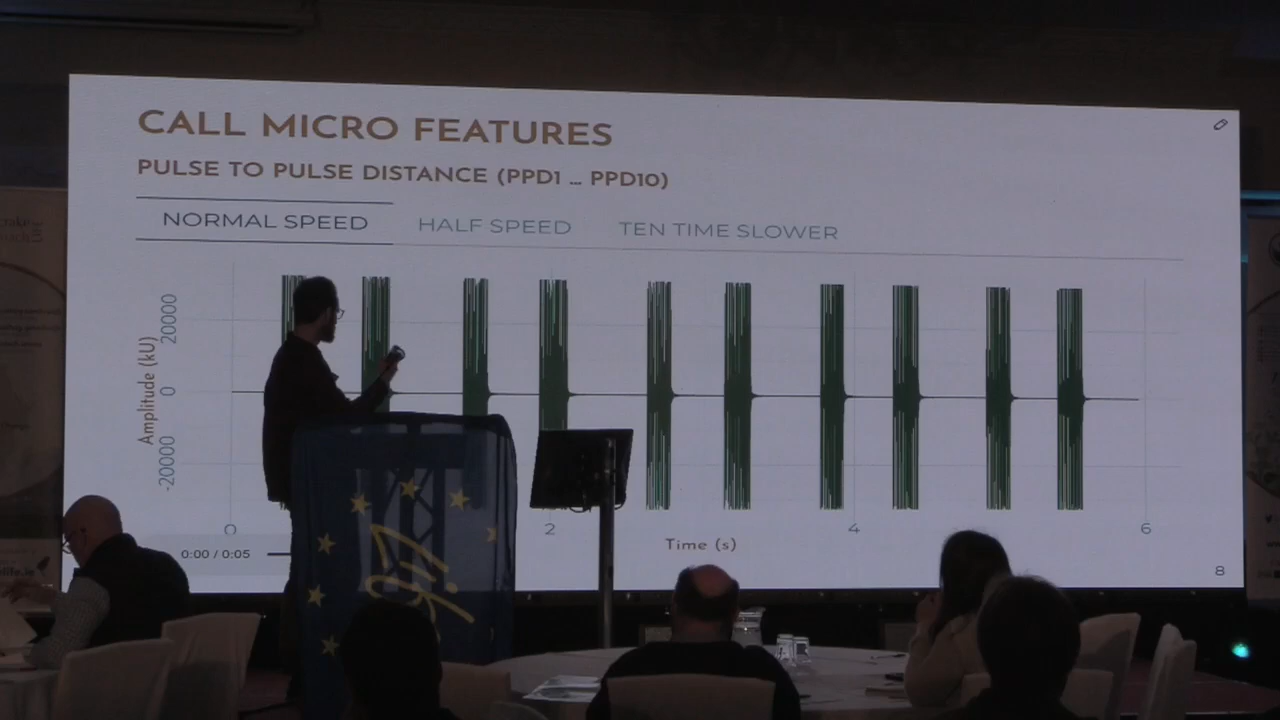 CALL MICRO FEATURES
PULSE TO PULSE DISTANCE (PPD1 ... PPD10)
NORMAL SPEED HALF SPEED TEN TIME SLOWER
Amplitude (kU)
20000
0
-20000
0 2 4 6
Time (s)
0:00 / 0:05
8
Life